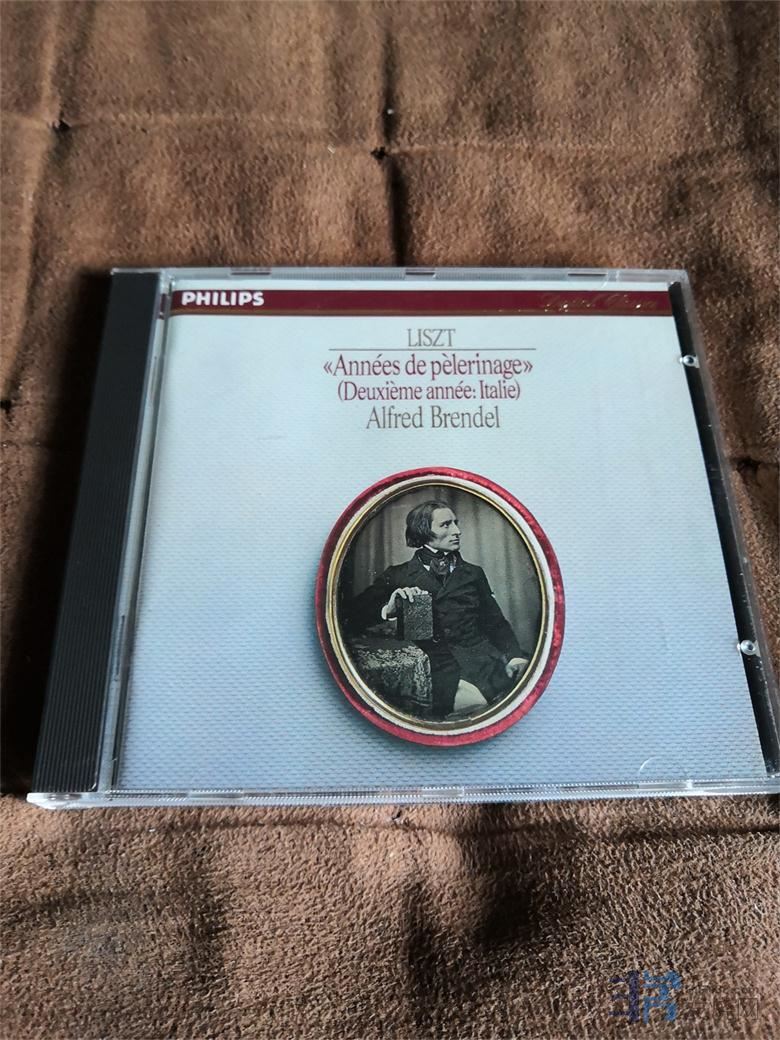 PHILIPS
LISZT
«Années de pèlerinage»
(Deuxième année: Italie)
Alfred Brendel